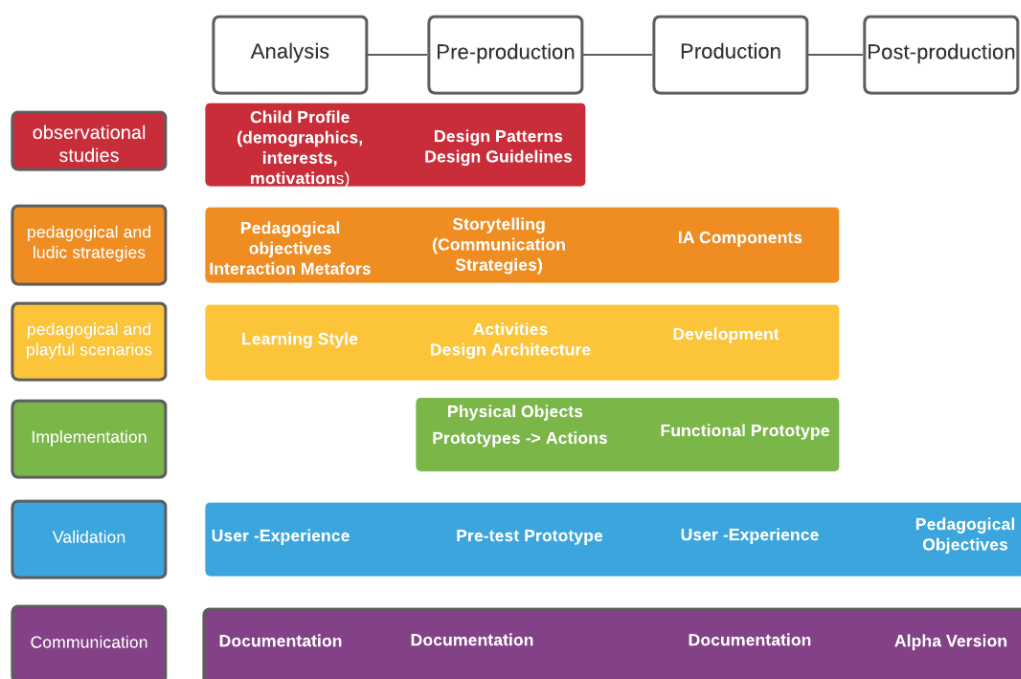 Analysis
Pre-production
Production
Post-production
observational
studies
Child Profile
(demographics,
interests,
motivations)
Design Patterns
Design Guidelines
pedagogical and
ludic strategies
Pedagogical
objectives
Interaction Metafors
Storytelling
(Communication
Strategies)
IA Components
pedagogical and
playful scenarios
Learning Style
Activities
Design Architecture
Development
Implementation
Physical Objects
Prototypes -> Actions
Functional Prototype
Validation
User -Experience
Pre-test Prototype
User -Experience
Pedagogical
Objectives
Communication
Documentation
Documentation
Documentation
Alpha Version